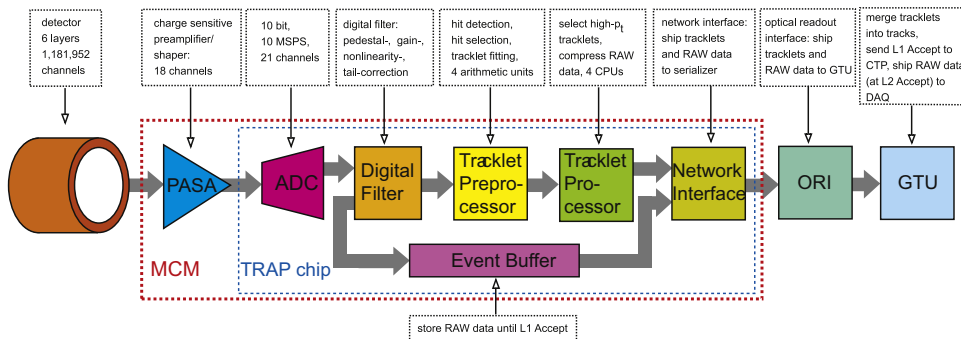 detector
6 layers
1,181,952
channels
charge sensitive
preamplifier/
shaper:
18 channels
10 bit,
10 MSPS,
21 channels
digital filter:
pedestal-, gain-,
nonlinearity-,
tail-correction
hit detection,
hit selection,
tracklet fitting,
4 arithmetic units
select high-pt
tracklets,
compress RAW
data, 4 CPUs
network interface:
ship tracklets
and RAW data
to serializer
optical readout
interface: ship
tracklets and
RAW data to GTU
merge tracklets
into tracks,
send L1 Accept to
CTP, ship RAW data
(at L2 Accept) to
DAQ
PASA
ADC
Digital
Filter
Tracklet
Prepro-
cessor
Tracklet
Pro-
cessor
Network
Interface
ORI
GTU
Event Buffer
MCM
TRAP chip
store RAW data until L1 Accept